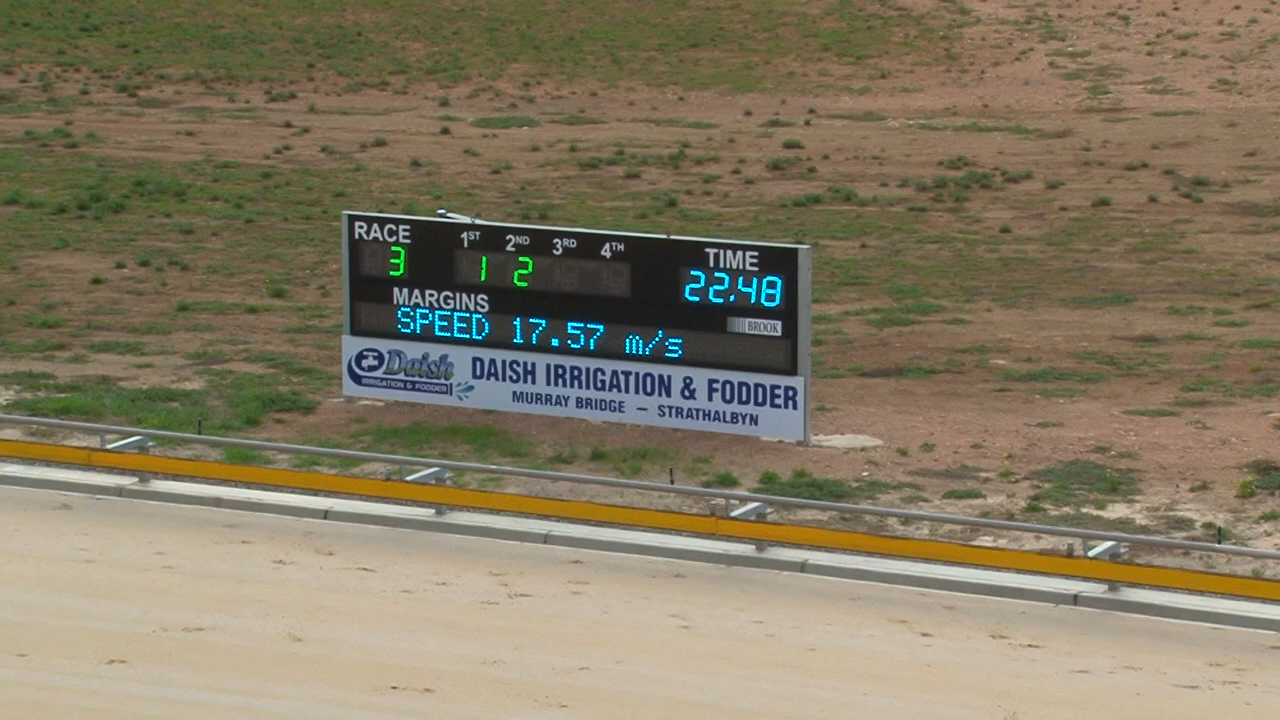 RACE 1ST 2ND 3RD 4TH TIME
3 1 2 22.48
MARGINS
BROOK
SPEED 17.57 m/s
Daish
IRRIGATION & FODDER
DAISH IRRIGATION & FODDER
MURRAY BRIDGE — STRATHALBYN